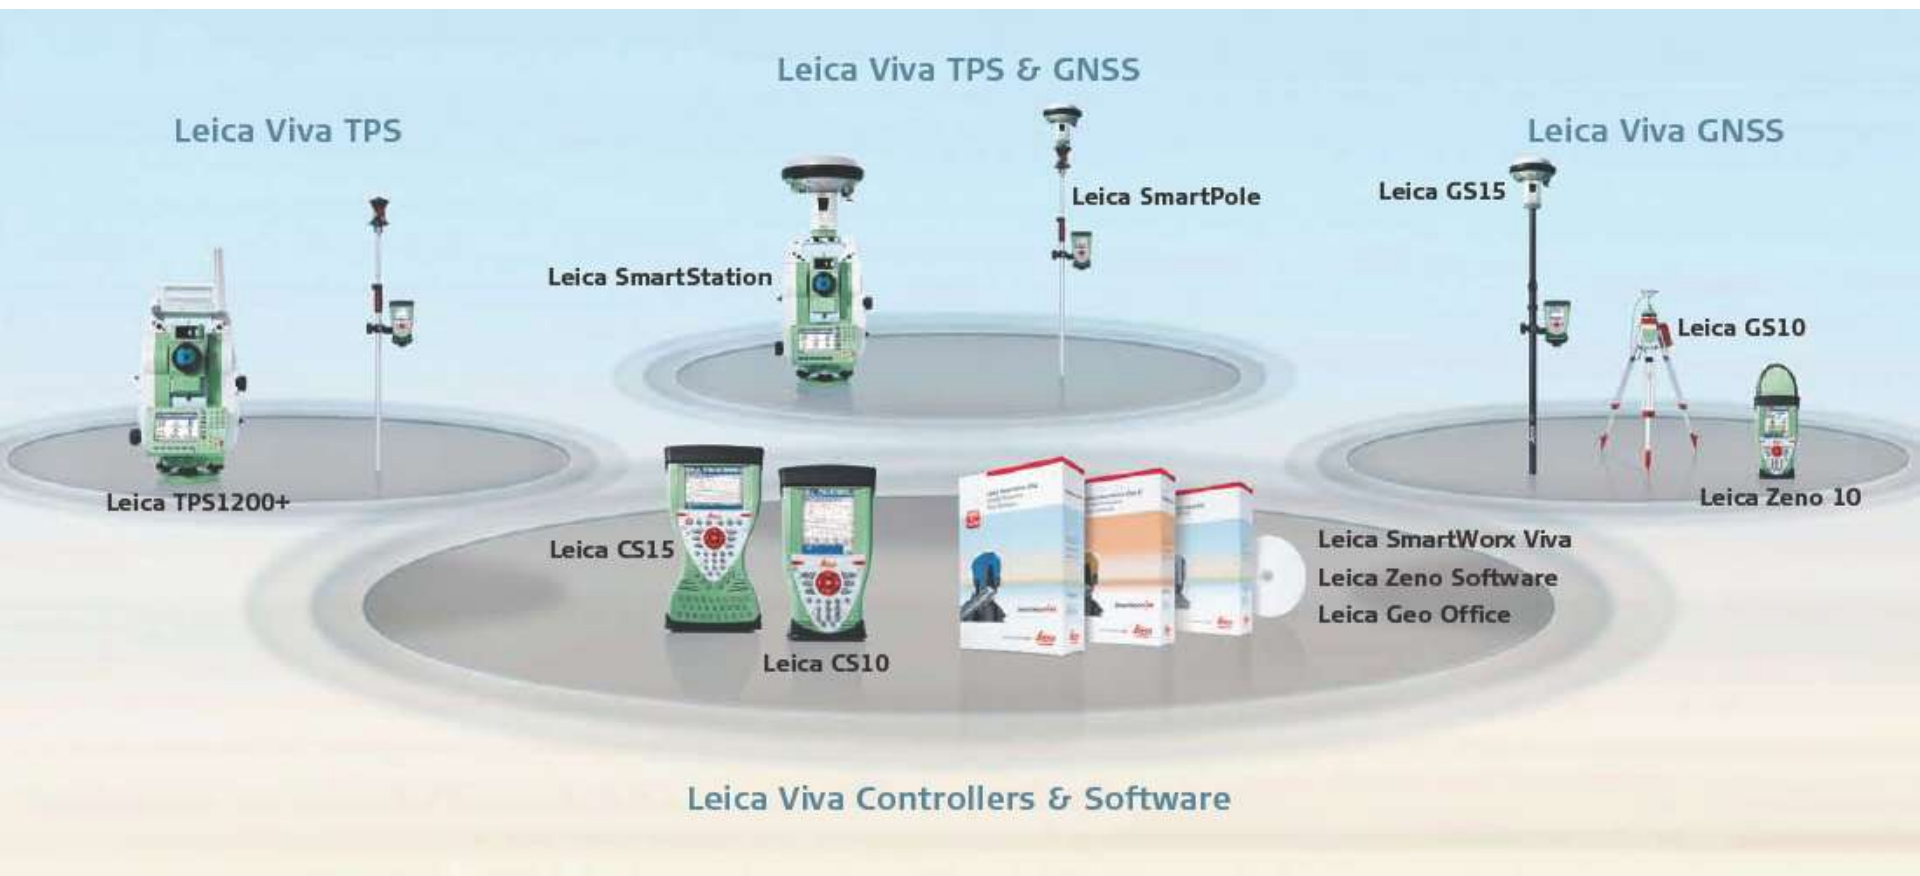 Leica Viva TPS & GNSS
Leica Viva TPS
Leica Viva GNSS
Leica GS15
Leica SmartPole
Leica SmartStation
Leica GS10
Leica TPS1200+
Leica Zeno 10
Leica CS15
Leica SmartWorx Viva
Leica Zeno Software
Leica Geo Office
Leica CS10
Leica Viva Controllers & Software